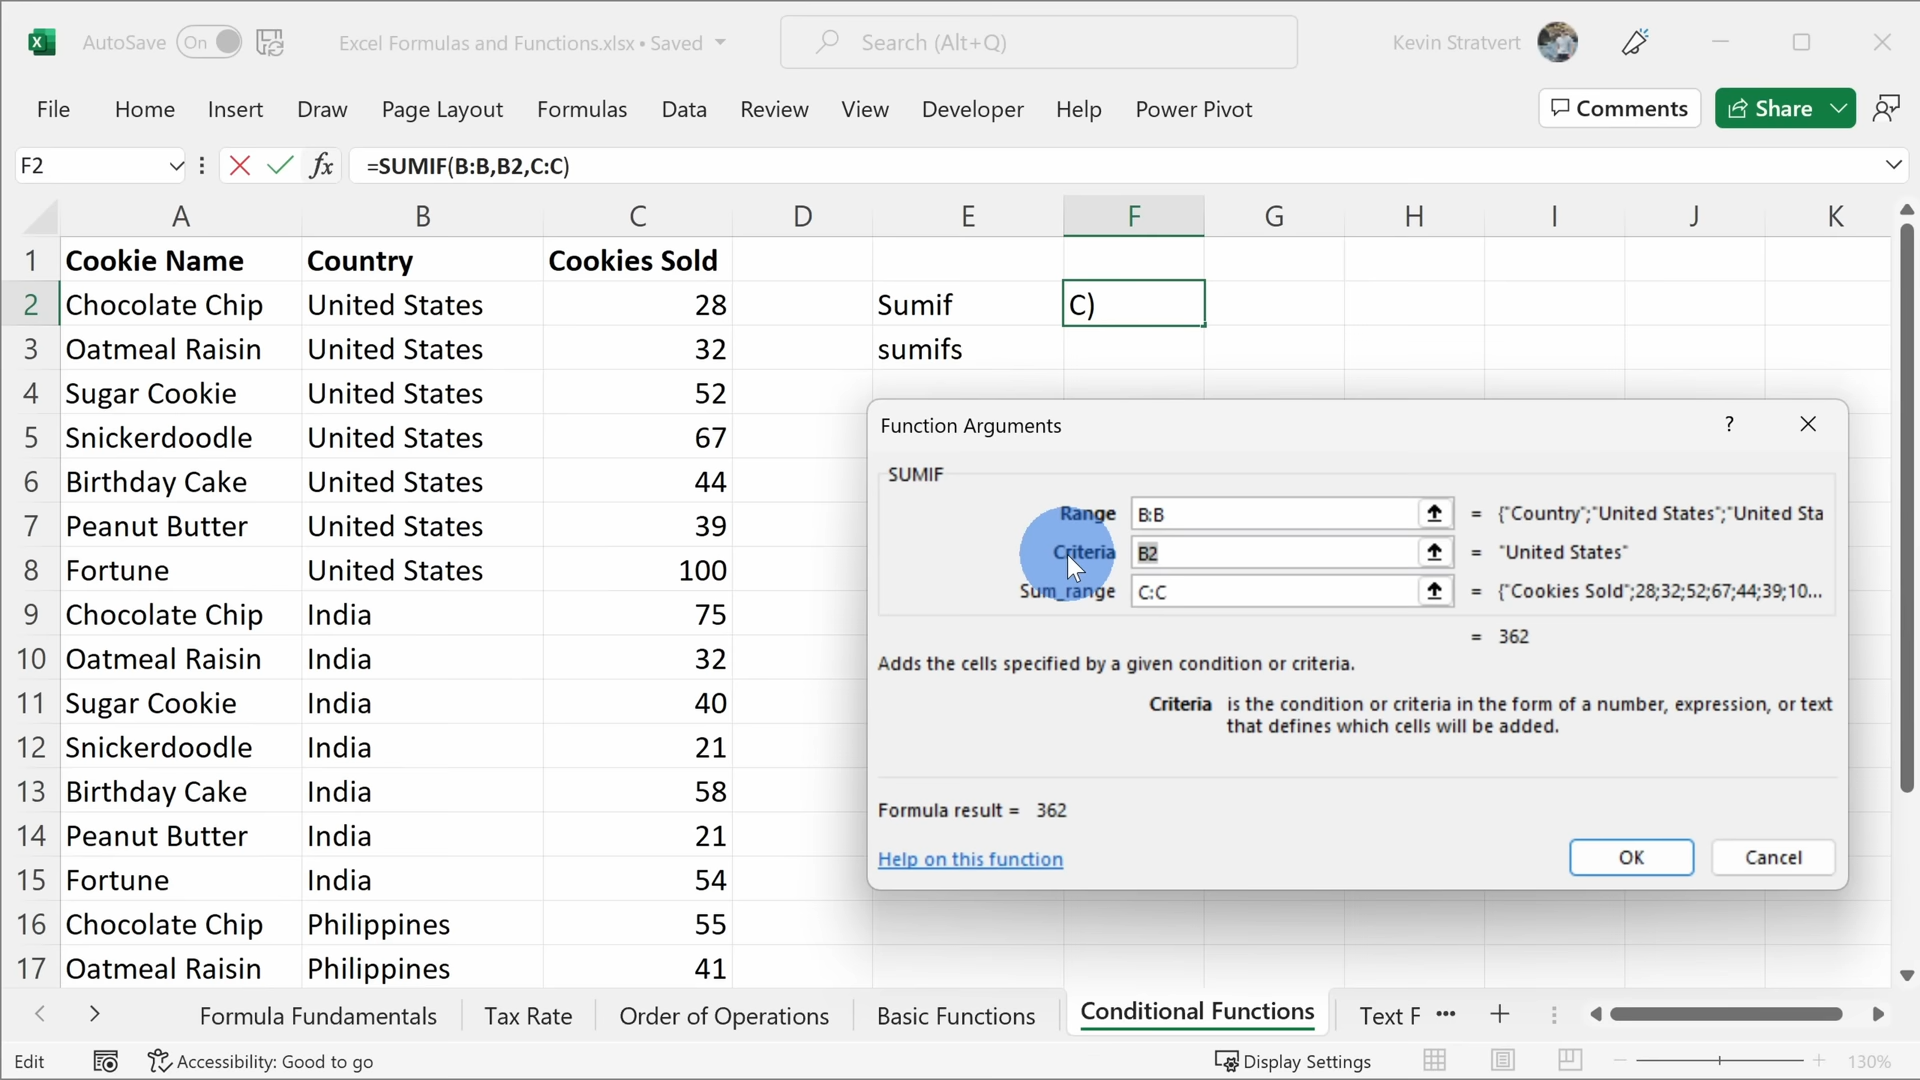 AutoSave On Excel Formulas and Functions.xlsx • Saved Search (Alt+Q) Kevin Stratvert
File Home Insert Draw Page Layout Formulas Data Review View Developer Help Power Pivot Comments Share
F2 fx =SUMIF(B:B,B2,C:C)
A B C D E F G H I J K
1 Cookie Name Country Cookies Sold
2 Chocolate Chip United States 28 Sumif C)
3 Oatmeal Raisin United States 32 sumifs
4 Sugar Cookie United States 52
5 Snickerdoodle United States 67
6 Birthday Cake United States 44
7 Peanut Butter United States 39
8 Fortune United States 100
9 Chocolate Chip India 75
10 Oatmeal Raisin India 32
11 Sugar Cookie India 40
12 Snickerdoodle India 21
13 Birthday Cake India 58
14 Peanut Butter India 21
15 Fortune India 54
16 Chocolate Chip Philippines 55
17 Oatmeal Raisin Philippines 41
Function Arguments ?
SUMIF
Range B:B = {"Country";"United States";"United Sta
Criteria B2 = "United States"
Sum_range C:C = {"Cookies Sold";28;32;52;67;44;39;10...
= 362
Adds the cells specified by a given condition or criteria.
Criteria is the condition or criteria in the form of a number, expression, or text
that defines which cells will be added.
Formula result = 362
Help on this function OK Cancel
Formula Fundamentals Tax Rate Order of Operations Basic Functions Conditional Functions Text F ...
Edit Accessibility: Good to go Display Settings 130%